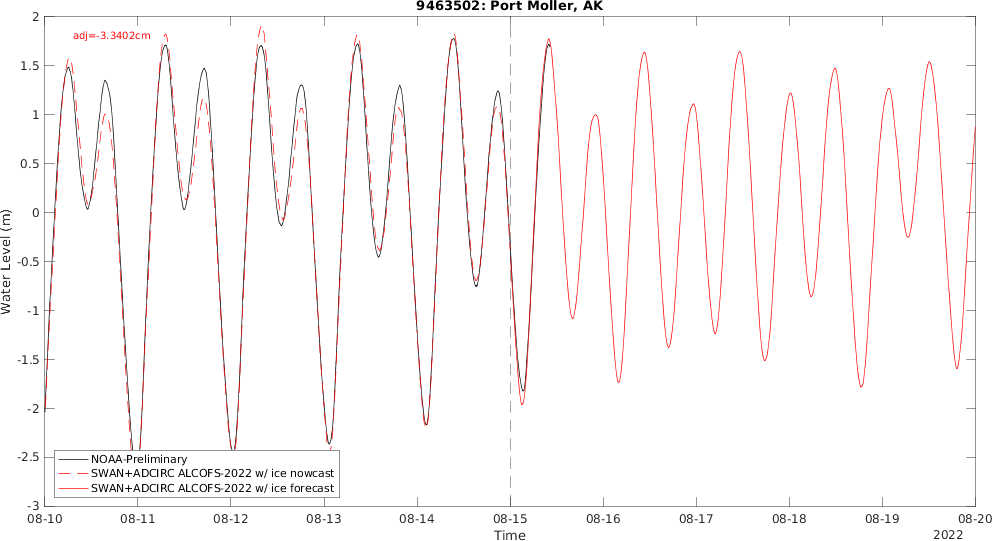 9463502: Port Moller, AK
adj=-3.3402cm
2
1.5
1
0.5
0
-0.5
-1
-1.5
-2
-2.5
-3
Water Level (m)
NOAA-Preliminary
SWAN+ADCIRC ALCOFS-2022 w/ ice nowcast
SWAN+ADCIRC ALCOFS-2022 w/ ice forecast
08-10 08-11 08-12 08-13 08-14 08-15 08-16 08-17 08-18 08-19 08-20
Time
2022